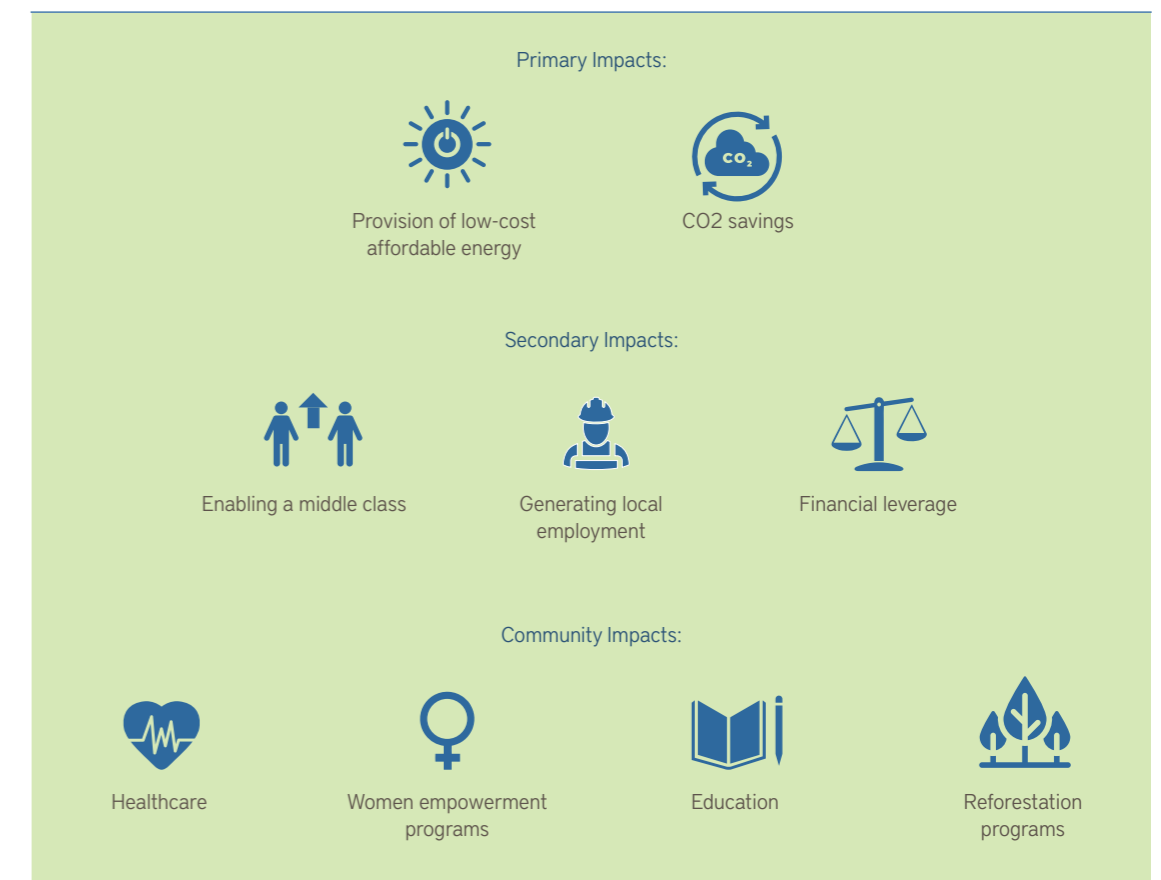 Primary Impacts:
CO₂
Provision of low-cost
affordable energy
CO2 savings
Secondary Impacts:
Enabling a middle class
Generating local
employment
Financial leverage
Community Impacts:
Healthcare
Women empowerment
programs
Education
Reforestation
programs